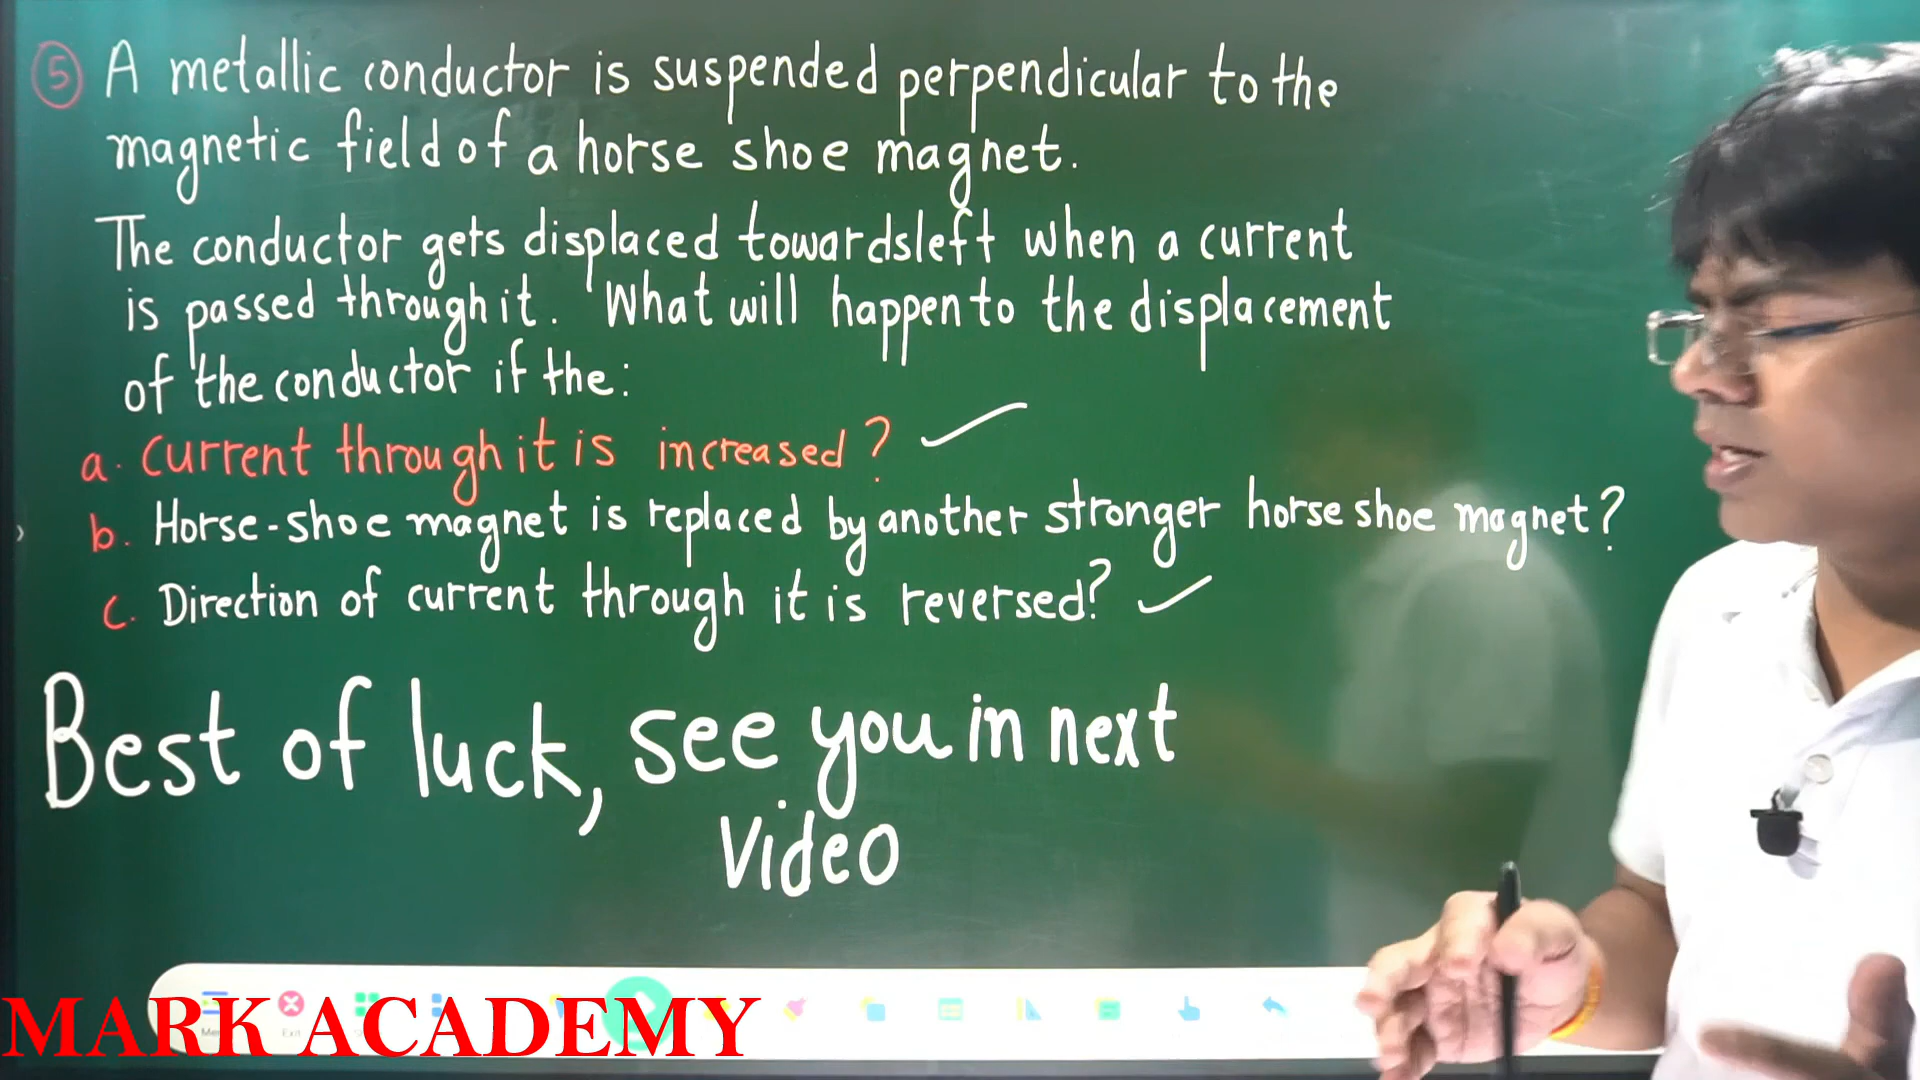 ⑤ A metallic conductor is suspended perpendicular to the
magnetic field of a horse shoe magnet.
The conductor gets displaced towards left when a current
is passed through it. What will happen to the displacement
of the conductor if the:
a. Current through it is increased?
b. Horse-shoe magnet is replaced by another stronger horse shoe magnet?
c. Direction of current through it is reversed?
Best of luck, see you in next
Video
MARK ACADEMY